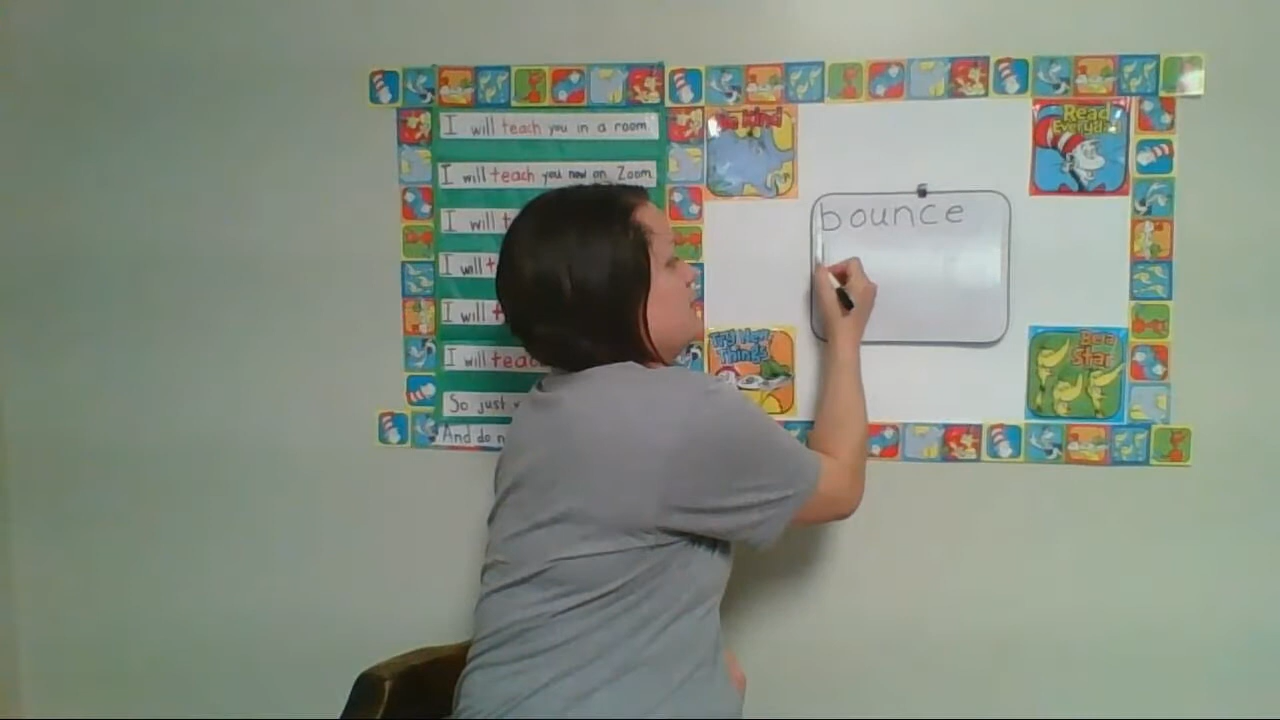 I will teach you in a room.
I will teach you now on Zoom.
I will
I will
I will
I will teac
So just
And do n
Be Kind
Read
Everyday
bounce
Try New
Things
Be a
Star